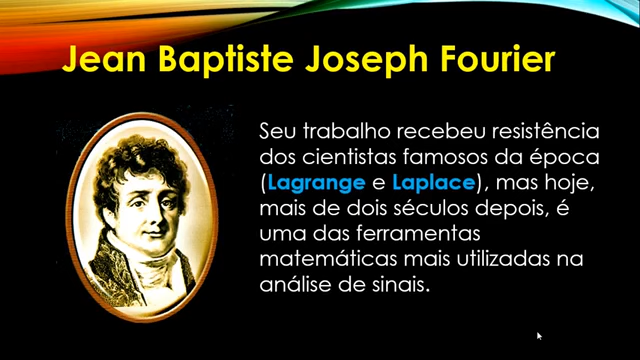 Jean Baptiste Joseph Fourier
Seu trabalho recebeu resistência
dos cientistas famosos da época
(Lagrange e Laplace), mas hoje,
mais de dois séculos depois, é
uma das ferramentas
matemáticas mais utilizadas na
análise de sinais.